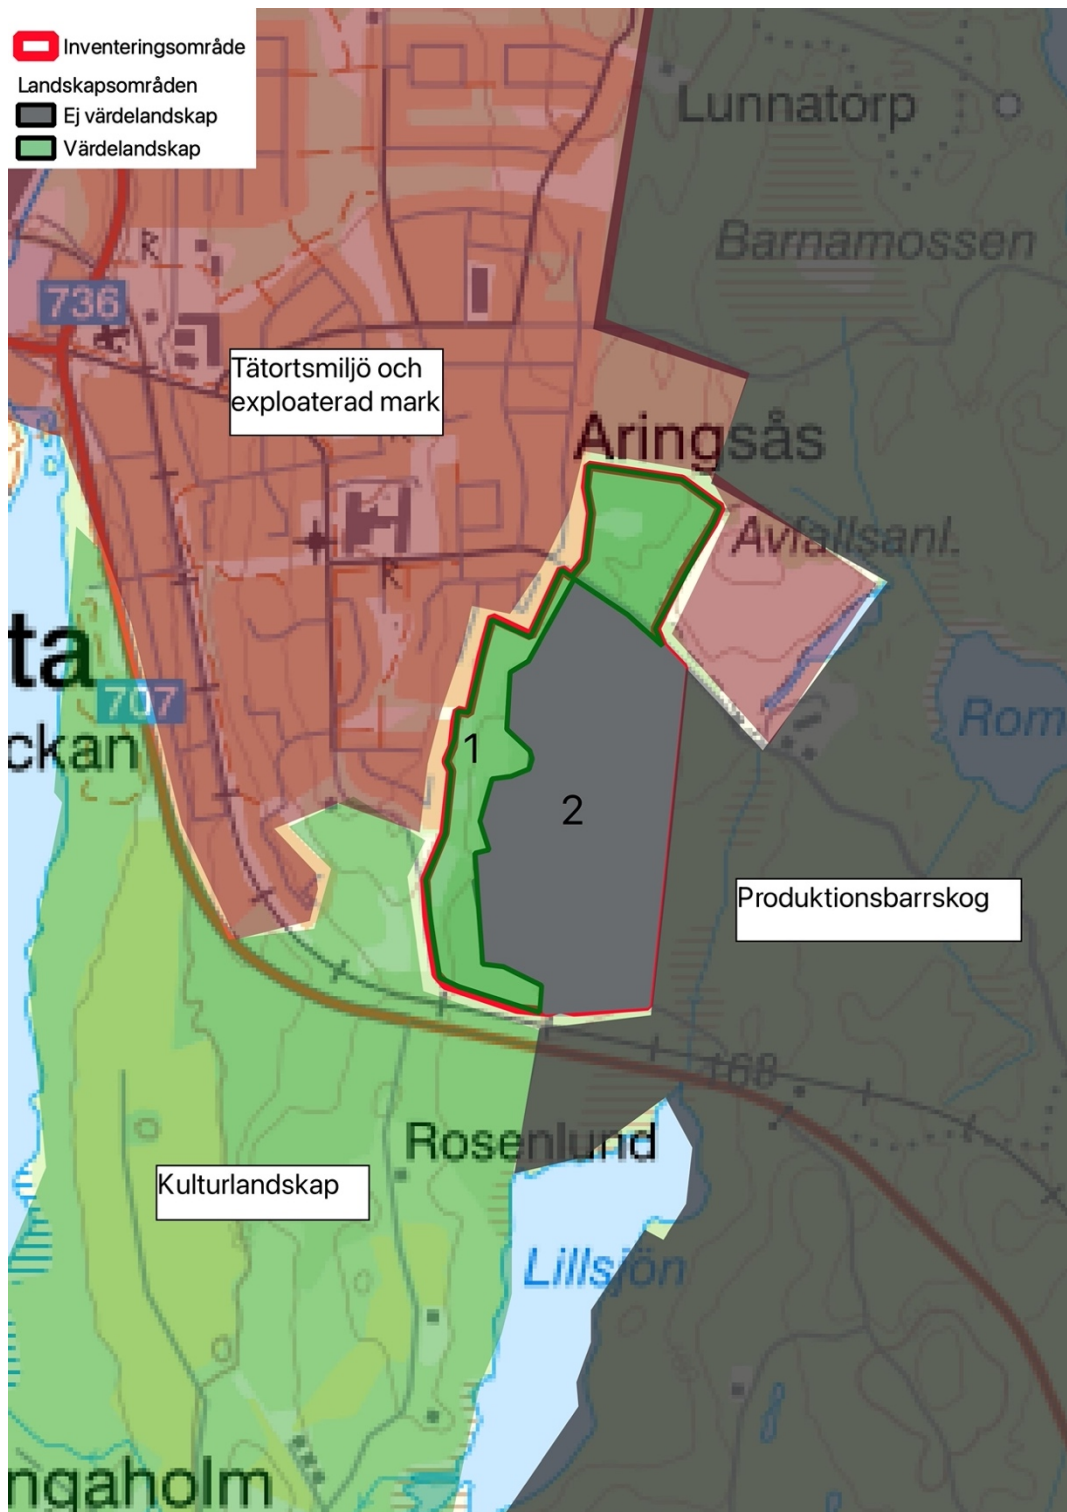 Inventeringsområde
Landskapsområden
Ej värdelandskap
Värdelandskap
Lunnatorp
Barnamossen
R
736
Tätortsmiljö och
exploaterad mark
Aringsås
Avfallsanl.
R
ta
707
ckan
Rom
1
2
Produktionsbarrskog
168
Rosenlund
Kulturlandskap
Lillsjön
ngaholm